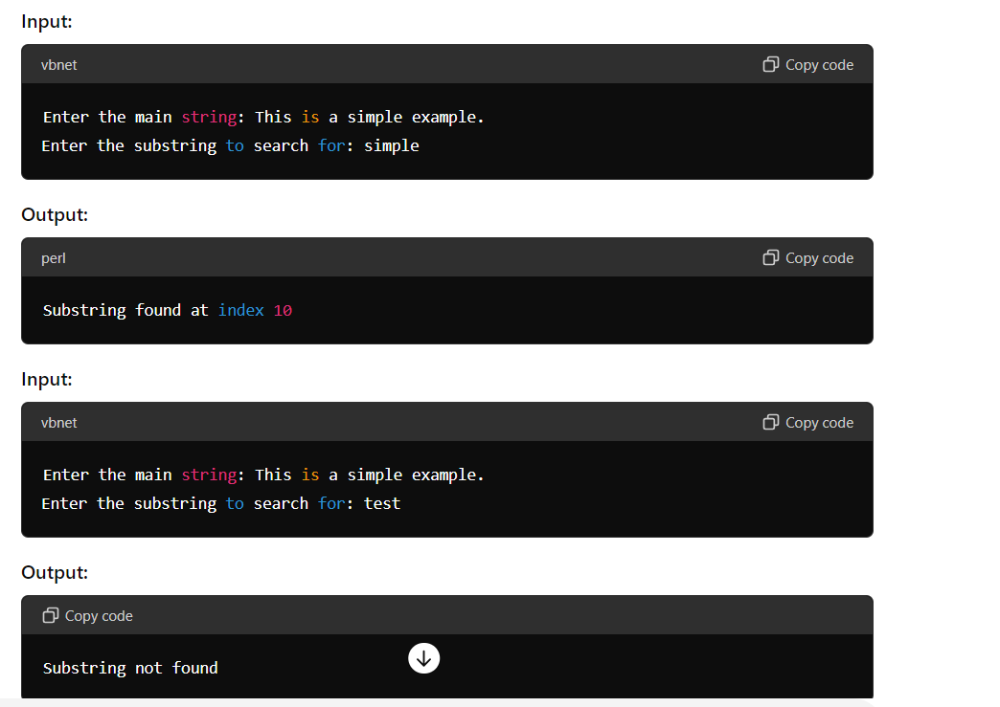 Input:
vbnet Copy code
Enter the main string: This is a simple example.
Enter the substring to search for: simple
Output:
perl Copy code
Substring found at index 10
Input:
vbnet Copy code
Enter the main string: This is a simple example.
Enter the substring to search for: test
Output:
Copy code
Substring not found